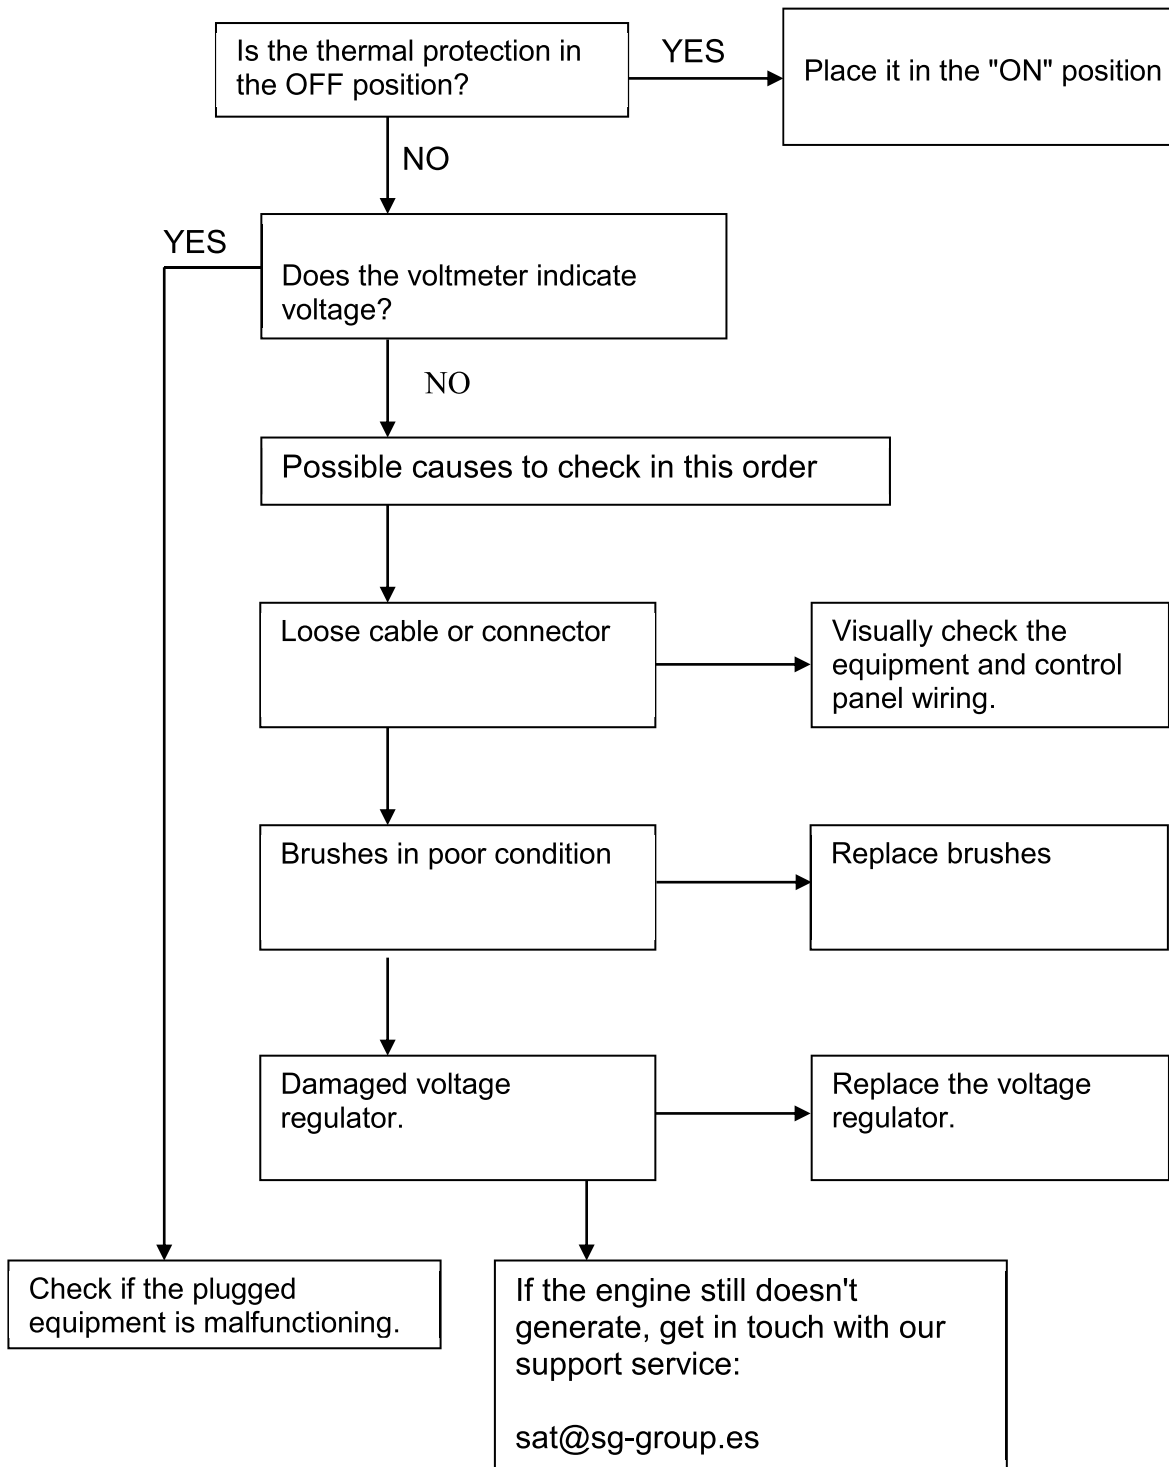 Is the thermal protection in
the OFF position?
YES
Place it in the "ON" position
NO
YES
Does the voltmeter indicate
voltage?
NO
Possible causes to check in this order
Loose cable or connector
Visually check the
equipment and control
panel wiring.
Brushes in poor condition
Replace brushes
Damaged voltage
regulator.
Replace the voltage
regulator.
Check if the plugged
equipment is malfunctioning.
If the engine still doesn't
generate, get in touch with our
support service:
sat@sg-group.es